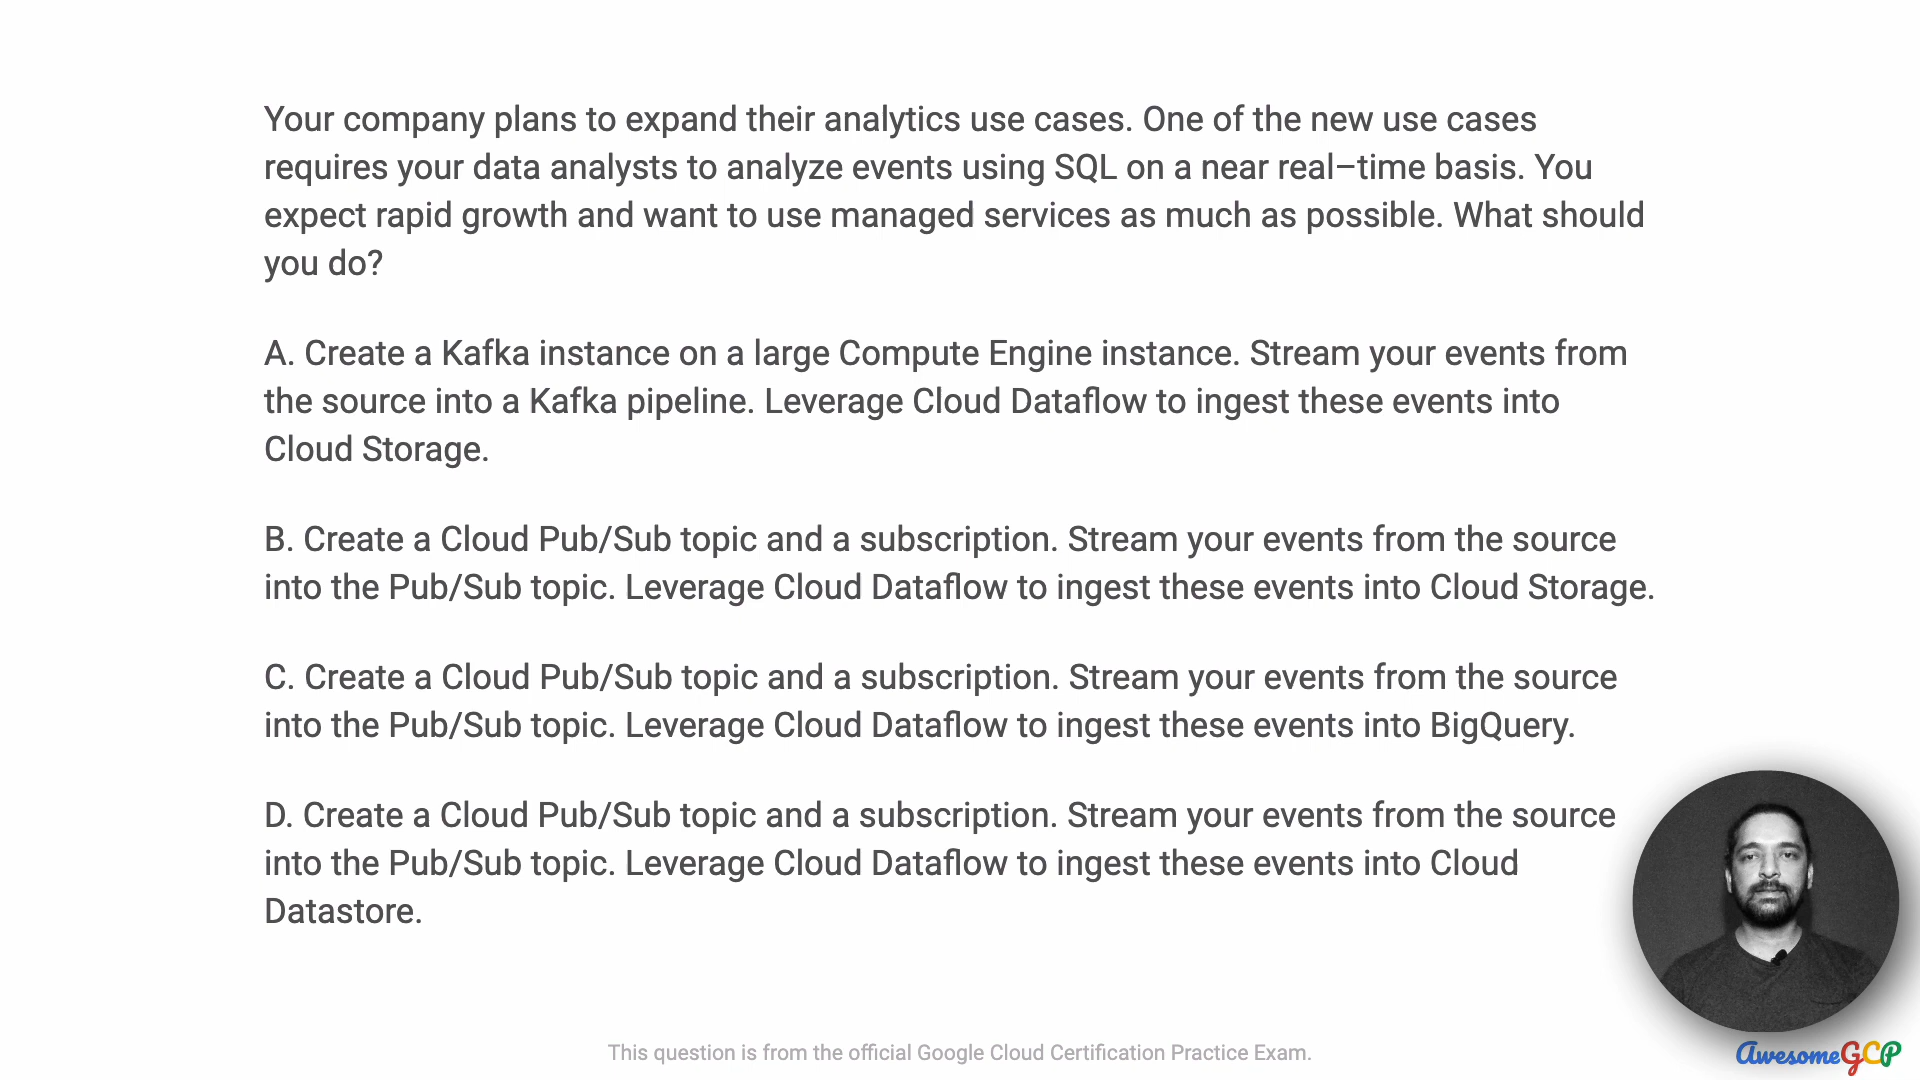 Your company plans to expand their analytics use cases. One of the new use cases
requires your data analysts to analyze events using SQL on a near real–time basis. You
expect rapid growth and want to use managed services as much as possible. What should
you do?
A. Create a Kafka instance on a large Compute Engine instance. Stream your events from
the source into a Kafka pipeline. Leverage Cloud Dataflow to ingest these events into
Cloud Storage.
B. Create a Cloud Pub/Sub topic and a subscription. Stream your events from the source
into the Pub/Sub topic. Leverage Cloud Dataflow to ingest these events into Cloud Storage.
C. Create a Cloud Pub/Sub topic and a subscription. Stream your events from the source
into the Pub/Sub topic. Leverage Cloud Dataflow to ingest these events into BigQuery.
D. Create a Cloud Pub/Sub topic and a subscription. Stream your events from the source
into the Pub/Sub topic. Leverage Cloud Dataflow to ingest these events into Cloud
Datastore.
This question is from the official Google Cloud Certification Practice Exam.
AwesomeGCP